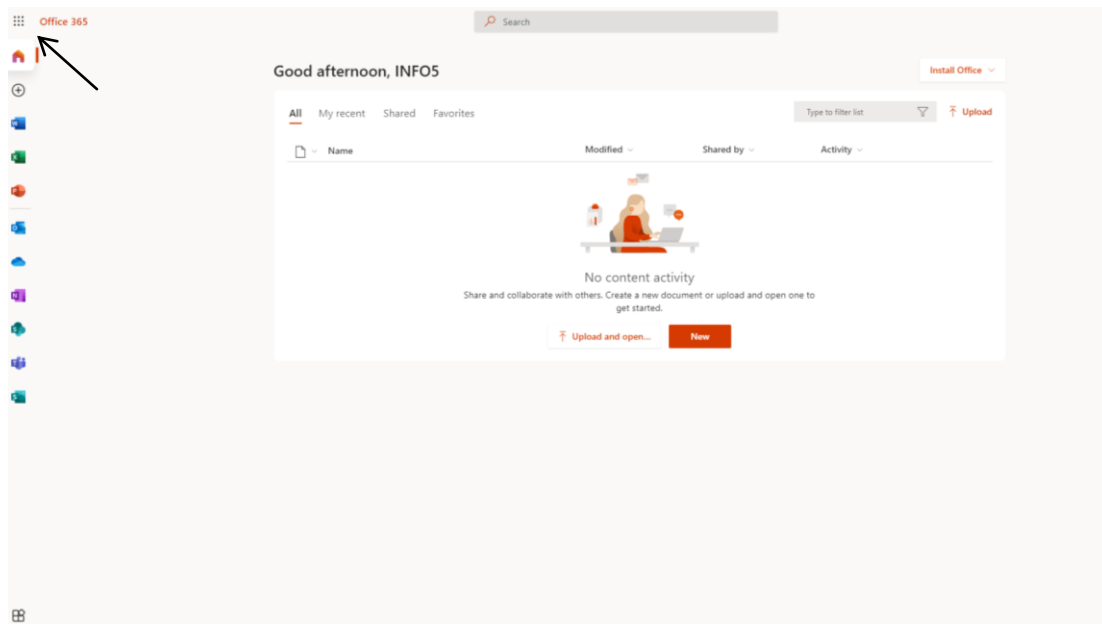 Office 365
Search
Good afternoon, INFO5
Install Office
All My recent Shared Favorites
Type to filter list
Upload
Name Modified Shared by Activity
No content activity
Share and collaborate with others. Create a new document or upload and open one to
get started.
Upload and open...
New